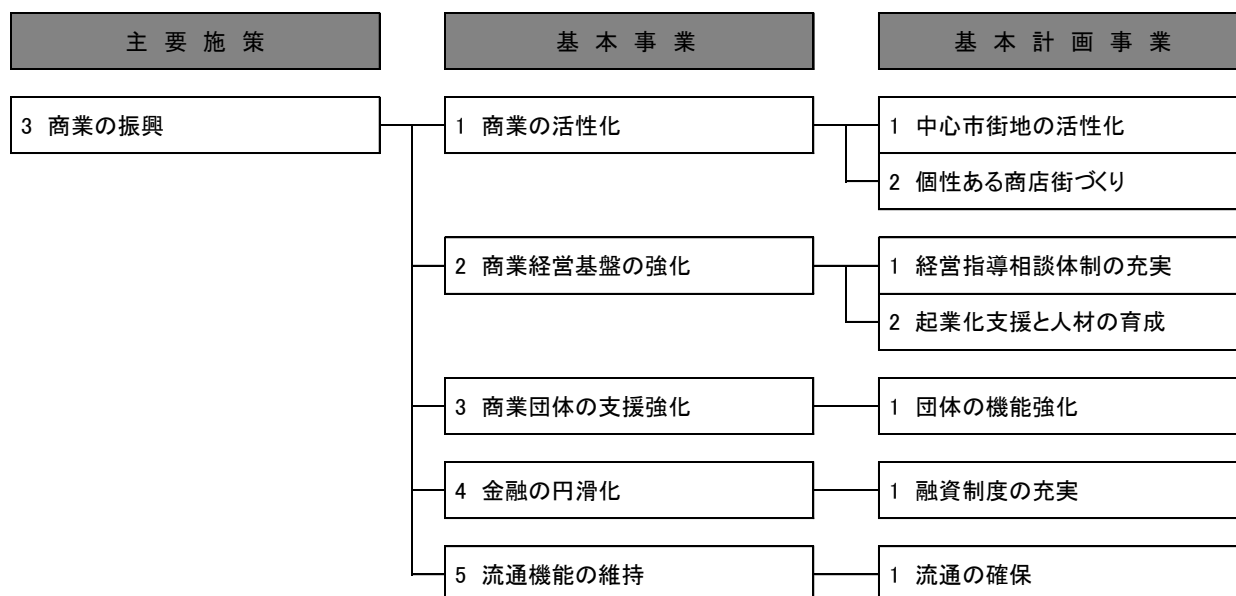 主要施策
基本事業
基本計画事業
3 商業の振興
1 商業の活性化
1 中心市街地の活性化
2 個性ある商店街づくり
2 商業経営基盤の強化
1 経営指導相談体制の充実
2 起業化支援と人材の育成
3 商業団体の支援強化
1 団体の機能強化
4 金融の円滑化
1 融資制度の充実
5 流通機能の維持
1 流通の確保